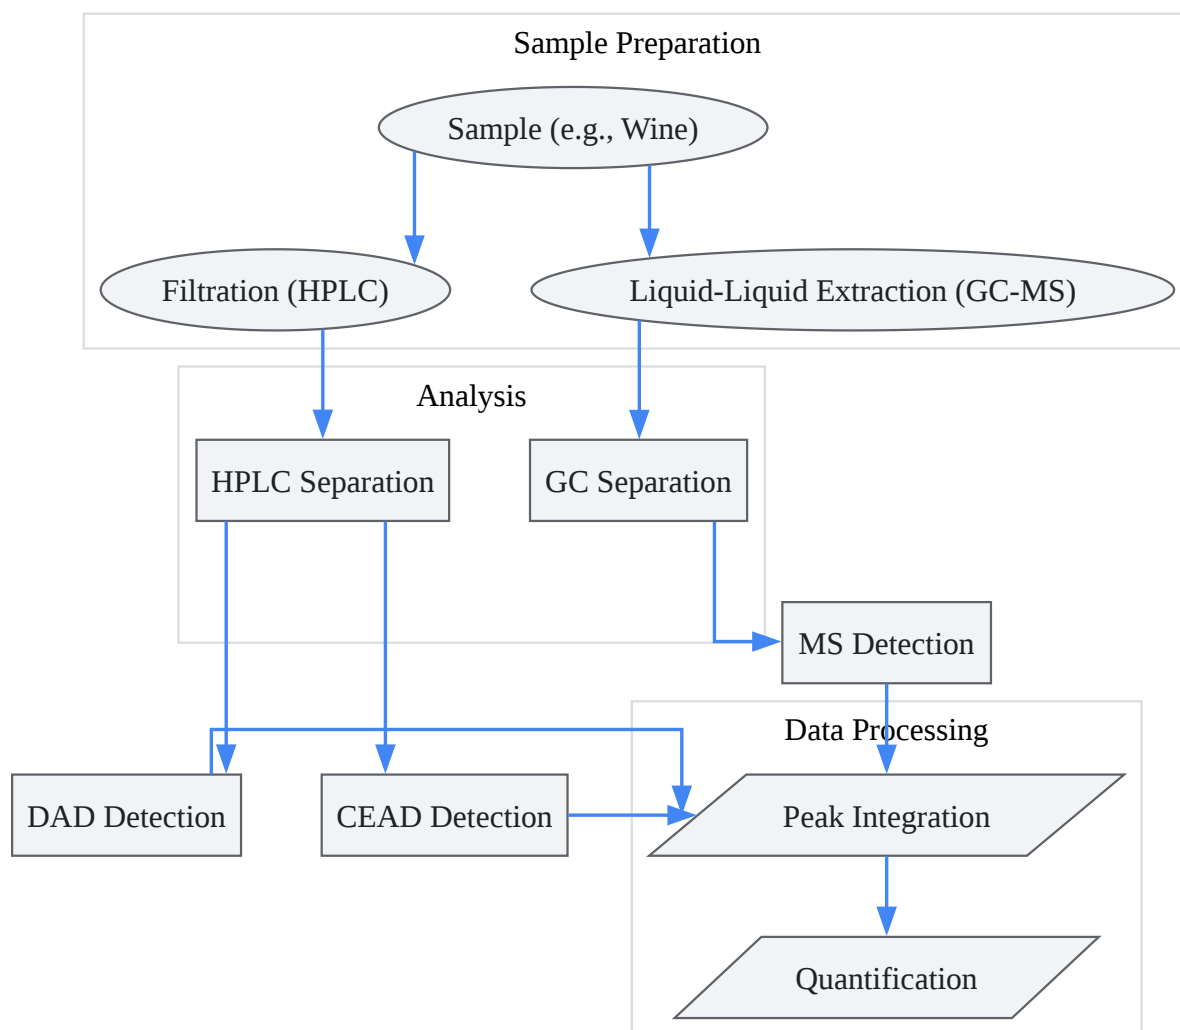 Sample Preparation
Sample (e.g., Wine)
Filtration (HPLC)
Liquid-Liquid Extraction (GC-MS)
Analysis
HPLC Separation
GC Separation
MS Detection
Data Processing
DAD Detection
CEAD Detection
Peak Integration
Quantification